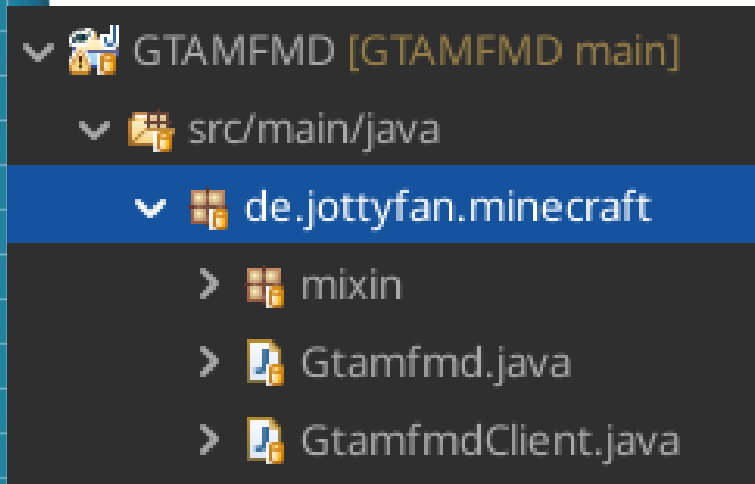 GTAMFMD [GTAMFMD main]
src/main/java
de.jottyfan.minecraft
mixin
Gtamfmd.java
GtamfmdClient.java